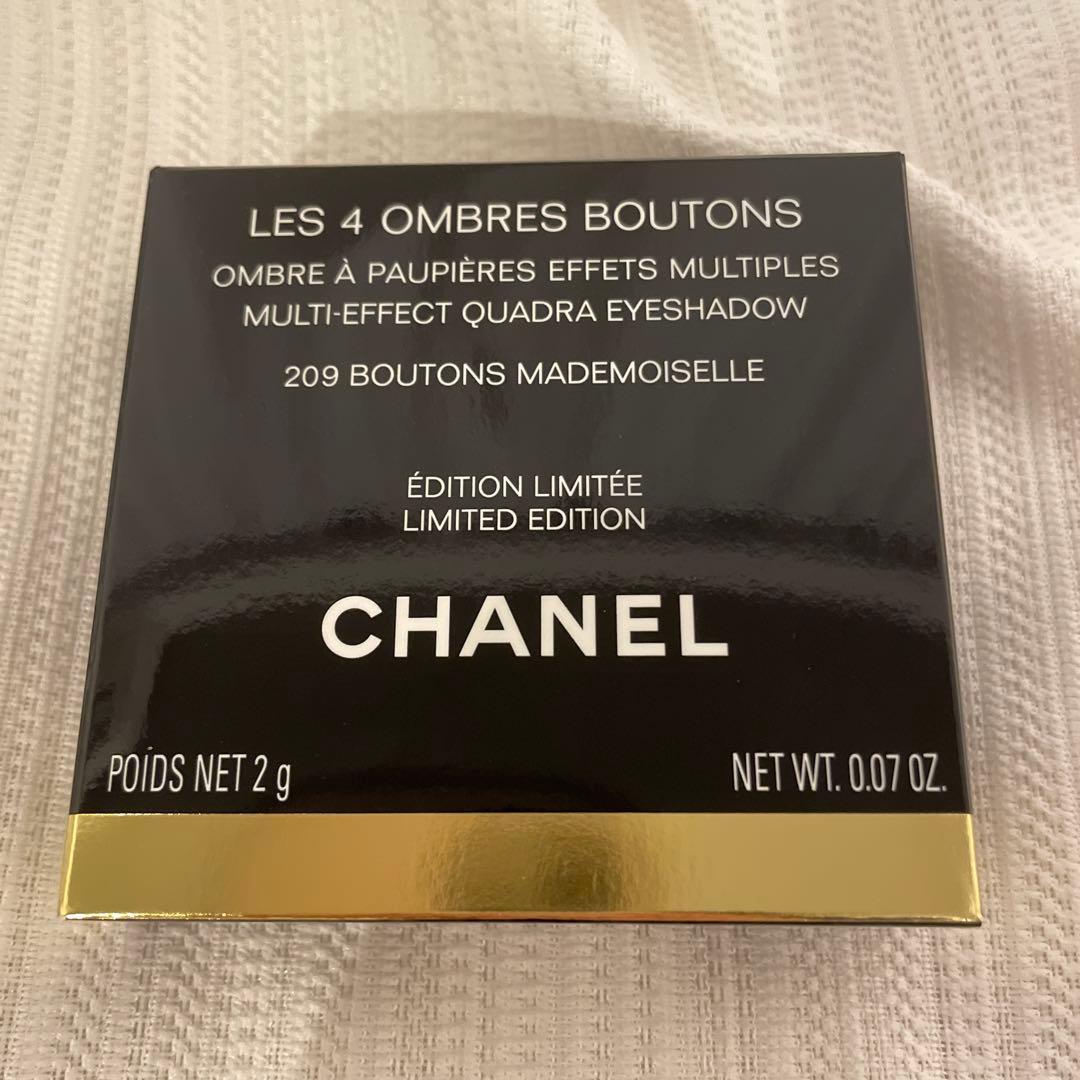 LES 4 OMBRES BOUTONS
OMBRE À PAUPIÈRES EFFETS MULTIPLES
MULTI-EFFECT QUADRA EYESHADOW
209 BOUTONS MADEMOISELLE
ÉDITION LIMITÉE
LIMITED EDITION
CHANEL
POIDS NET 2 g
NET WT. 0.07 OZ.